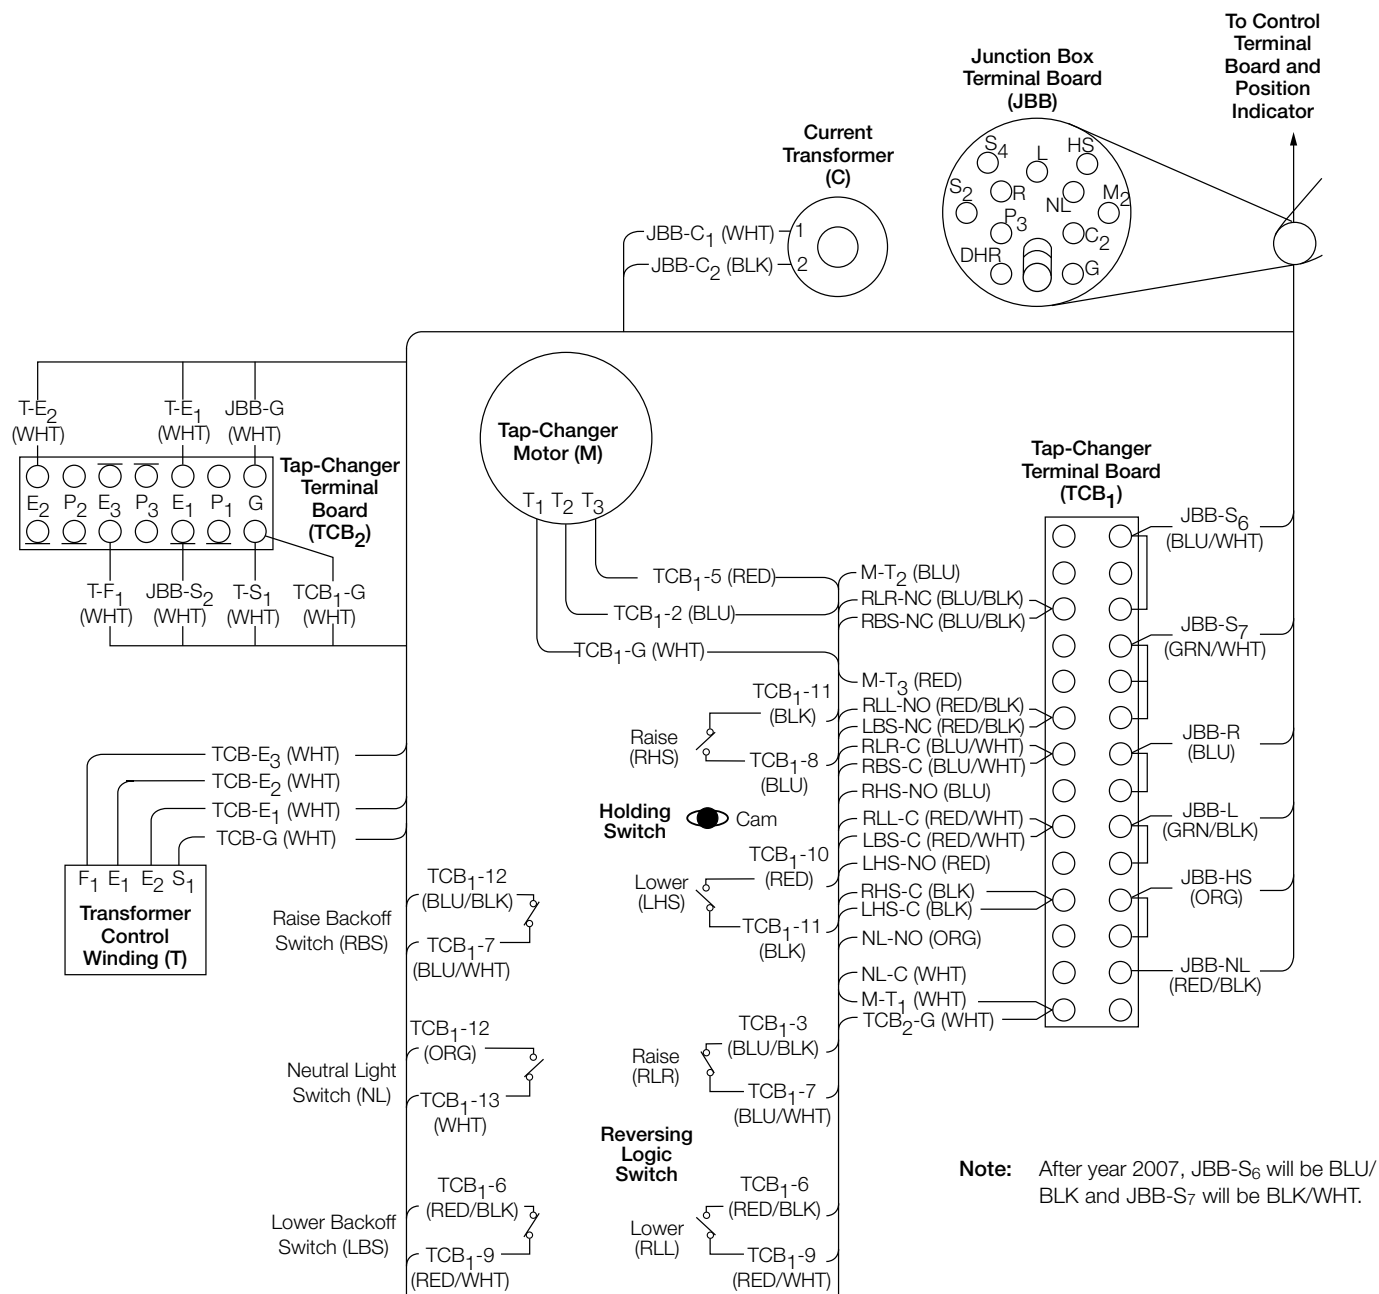 To Control
Terminal
Board and
Position
Indicator
Junction Box
Terminal Board
(JBB)
Current
Transformer
(C)
S4
L
HS
S2
R
NL
M2
P3
C2
DHR
G
JBB-C1 (WHT)
1
JBB-C2 (BLK)
2
T-E2
(WHT)
T-E1
(WHT)
JBB-G
(WHT)
E2 P2 E3 P3 E1 P1 G
Tap-Changer
Terminal
Board
(TCB2)
T-F1
(WHT)
JBB-S2
(WHT)
T-S1
(WHT)
TCB1-G
(WHT)
Tap-Changer
Motor (M)
T1 T2 T3
TCB1-5 (RED)
TCB1-2 (BLU)
TCB1-G (WHT)
Tap-Changer
Terminal Board
(TCB1)
M-T2 (BLU)
RLR-NC (BLU/BLK)
RBS-NC (BLU/BLK)
M-T3 (RED)
RLL-NO (RED/BLK)
LBS-NC (RED/BLK)
RLR-C (BLU/WHT)
RBS-C (BLU/WHT)
RHS-NO (BLU)
RLL-C (RED/WHT)
LBS-C (RED/WHT)
LHS-NO (RED)
RHS-C (BLK)
LHS-C (BLK)
NL-NO (ORG)
NL-C (WHT)
M-T1 (WHT)
TCB2-G (WHT)
JBB-S6
(BLU/WHT)
JBB-S7
(GRN/WHT)
JBB-R
(BLU)
JBB-L
(GRN/BLK)
JBB-HS
(ORG)
JBB-NL
(RED/BLK)
TCB1-11
(BLK)
Raise
(RHS)
TCB1-8
(BLU)
Holding
Switch
Cam
TCB1-10
(RED)
Lower
(LHS)
TCB1-11
(BLK)
TCB-E3 (WHT)
TCB-E2 (WHT)
TCB-E1 (WHT)
TCB-G (WHT)
F1 E1 E2 S1
Transformer
Control
Winding (T)
TCB1-12
(BLU/BLK)
Raise Backoff
Switch (RBS)
TCB1-7
(BLU/WHT)
TCB1-12
(ORG)
Neutral Light
Switch (NL)
TCB1-13
(WHT)
TCB1-6
(RED/BLK)
Lower Backoff
Switch (LBS)
TCB1-9
(RED/WHT)
TCB1-3
(BLU/BLK)
Raise
(RLR)
TCB1-7
(BLU/WHT)
Reversing
Logic
Switch
TCB1-6
(RED/BLK)
Lower
(RLL)
TCB1-9
(RED/WHT)
Note: After year 2007, JBB-S6 will be BLU/
BLK and JBB-S7 will be BLK/WHT.